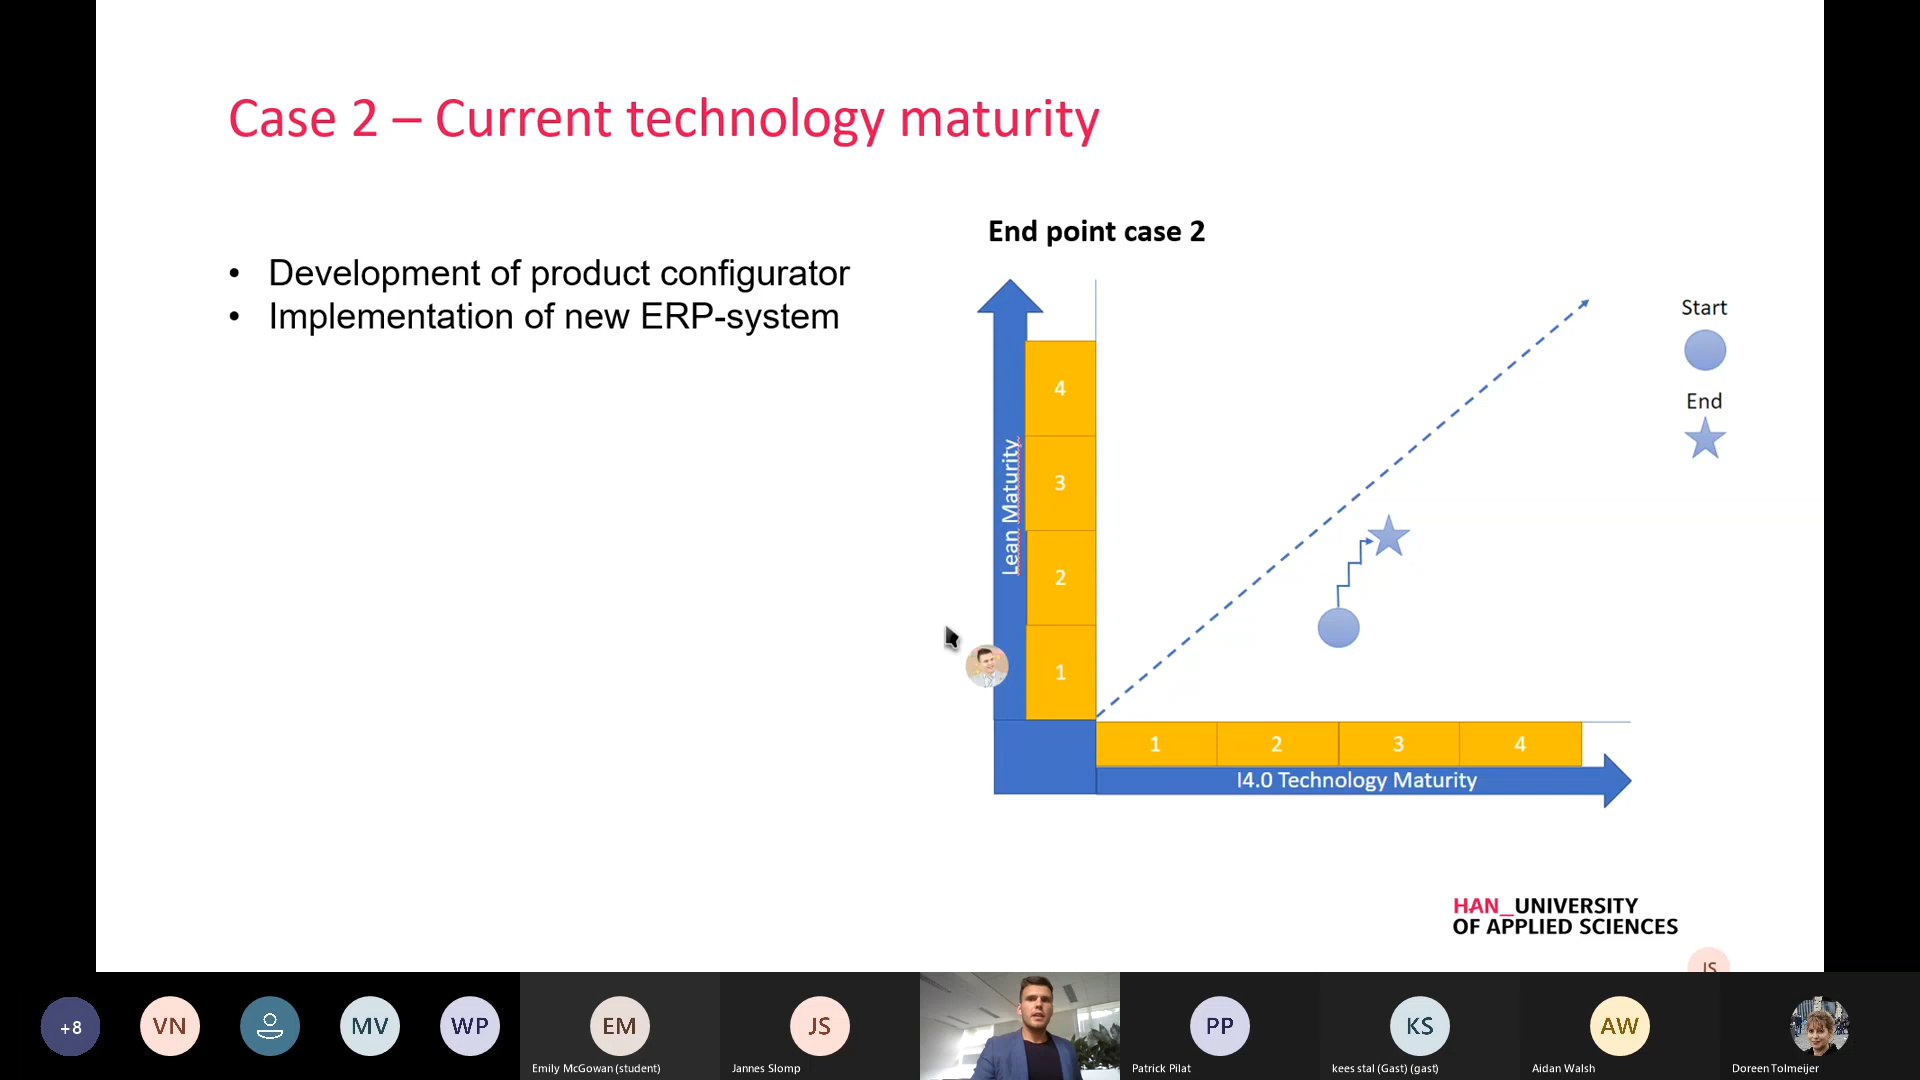 Case 2 – Current technology maturity
• Development of product configurator
• Implementation of new ERP-system
End point case 2
Start
End
Lean Maturity
4
3
2
1
1 2 3 4
I4.0 Technology Maturity
HAN_UNIVERSITY
OF APPLIED SCIENCES
JS
+8
VN
MV
WP
EM
JS
PP
KS
AW
Emily McGowan (student)
Jannes Slomp
Patrick Pilat
kees stal (Gast) (gast)
Aidan Walsh
Doreen Tolmeijer